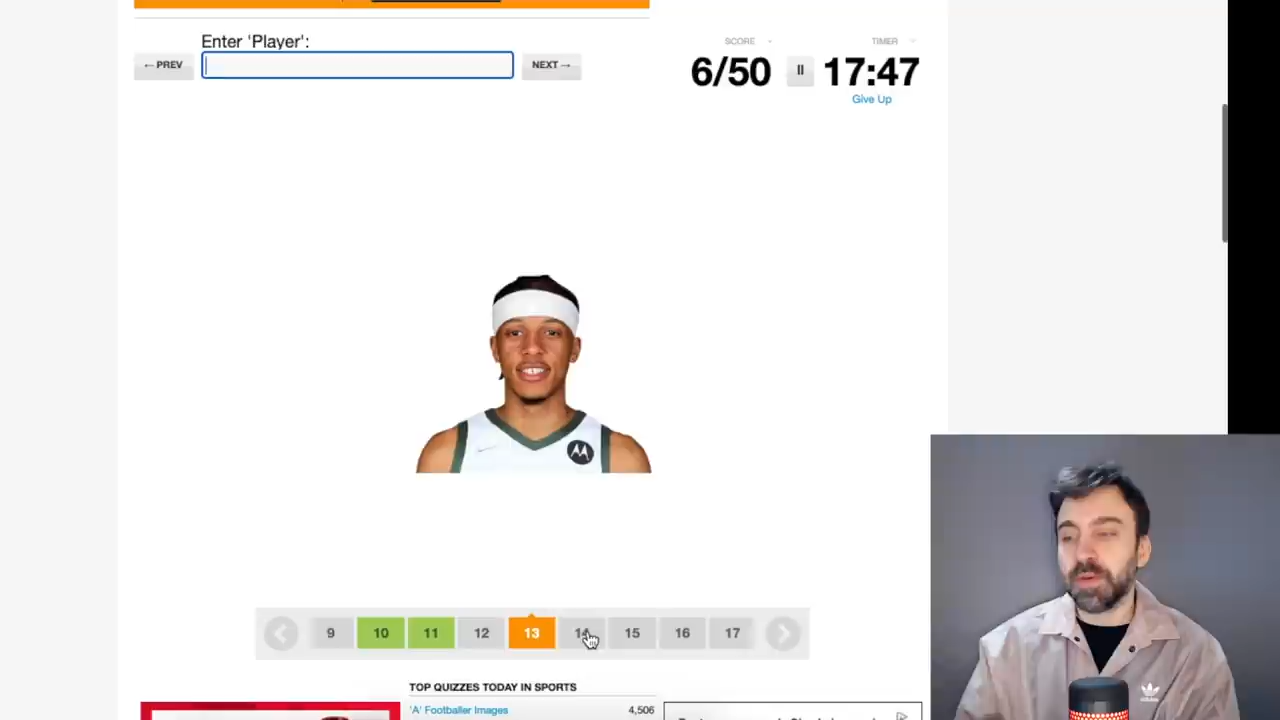 Enter 'Player':
←PREV
NEXT→
SCORE
6/50
TIMER
17:47
Give Up
9
10
11
12
13
14
15
16
17
TOP QUIZZES TODAY IN SPORTS
'A' Footballer Images
4,506